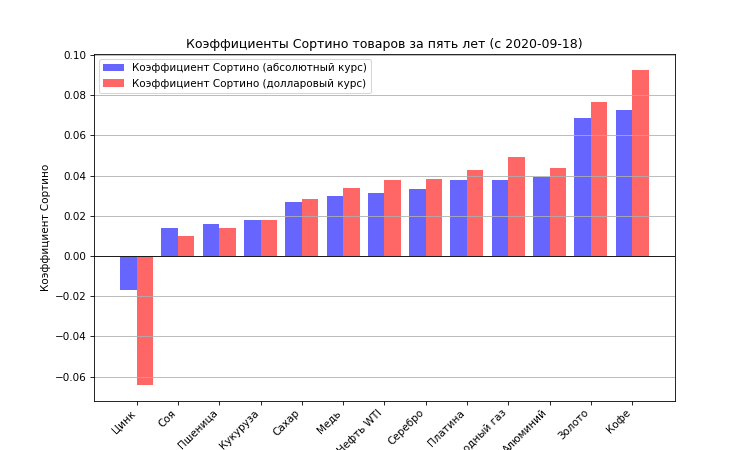 Коэффициенты Сортино товаров за пять лет (с 2020-09-18)
Коэффициент Сортино (абсолютный курс)
Коэффициент Сортино (долларовый курс)
Коэффициент Сортино
0.10
0.08
0.06
0.04
0.02
0.00
−0.02
−0.04
−0.06
Цинк
Соя
Пшеница
Кукуруза
Сахар
Медь
Нефть WTI
Серебро
Платина
одный газ
Алюминий
Золото
Кофе